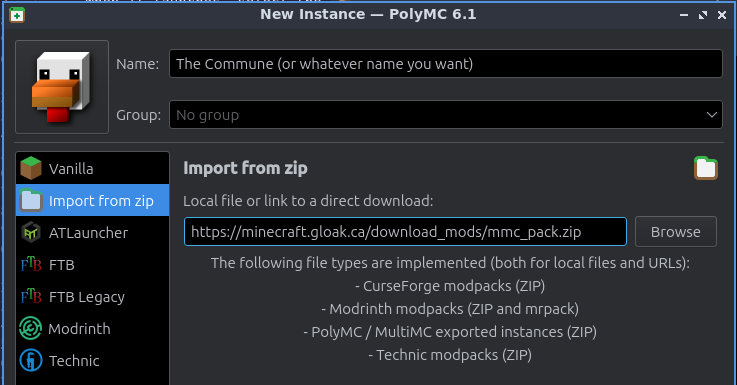 New Instance — PolyMC 6.1
Name: The Commune (or whatever name you want)
Group: No group
Vanilla
Import from zip
ATLauncher
FTB
FTB Legacy
Modrinth
Technic
Import from zip
Local file or link to a direct download:
https://minecraft.gloak.ca/download_mods/mmc_pack.zip Browse
The following file types are implemented (both for local files and URLs):
- CurseForge modpacks (ZIP)
- Modrinth modpacks (ZIP and mrpack)
- PolyMC / MultiMC exported instances (ZIP)
- Technic modpacks (ZIP)